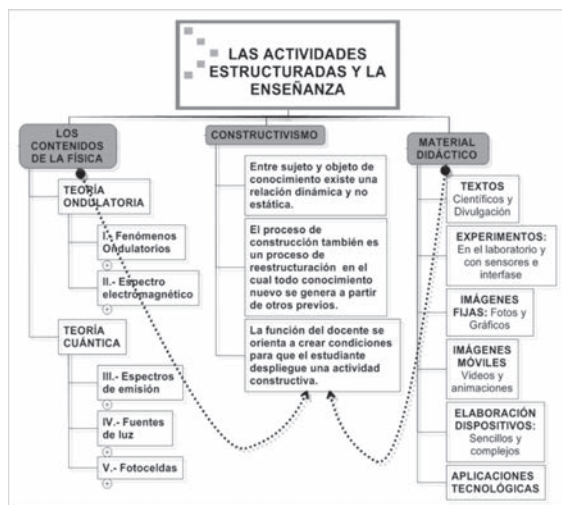 LAS ACTIVIDADES
ESTRUCTURADAS Y LA
ENSEÑANZA
LOS
CONTENIDOS
DE LA FÍSICA
TEORÍA
ONDULATORIA
I.- Fenómenos
Ondulatorios
II.- Espectro
electromagnético
TEORÍA
CUÁNTICA
III.- Espectros
de emisión
IV.- Fuentes
de luz
V.- Fotoceldas
CONSTRUCTIVISMO
Entre sujeto y objeto de
conocimiento existe una
relación dinámica y no
estática.
El proceso de
construcción también es
un proceso de
reestructuración en el
cual todo conocimiento
nuevo se genera a partir
de otros previos.
La función del docente se
orienta a crear condiciones
para que el estudiante
despliegue una actividad
constructiva.
MATERIAL
DIDÁCTICO
TEXTOS
Científicos y
Divulgación
EXPERIMENTOS:
En el laboratorio y
con sensores e
interfase
IMÁGENES
FIJAS: Fotos y
Gráficos
IMÁGENES
MÓVILES
Videos y
animaciones
ELABORACIÓN
DISPOSITIVOS:
Sencillos y
complejos
APLICACIONES
TECNOLÓGICAS